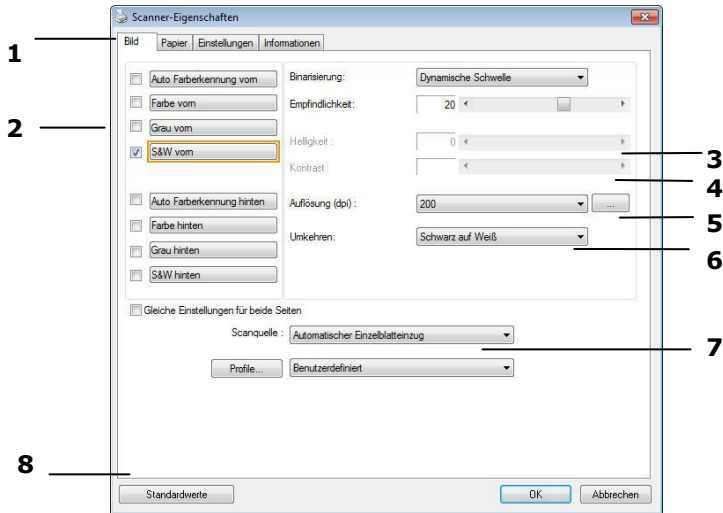 Scanner-Eigenschaften
Bild Papier Einstellungen Informationen
1
Auto Farberkennung vorn
Binarisierung: Dynamische Schwelle
Farbe vorn
Empfindlichkeit: 20
2
Grau vorn
Helligkeit : 0
S&W vorn
3
Kontrast :
4
Auto Farberkennung hinten
Auflösung (dpi) : 200 ...
5
Farbe hinten
Umkehren: Schwarz auf Weiß
6
Grau hinten
S&W hinten
Gleiche Einstellungen für beide Seiten
Scanquelle : Automatischer Einzelblatteinzug
7
Profile... Benutzerdefiniert
8
Standardwerte OK Abbrechen